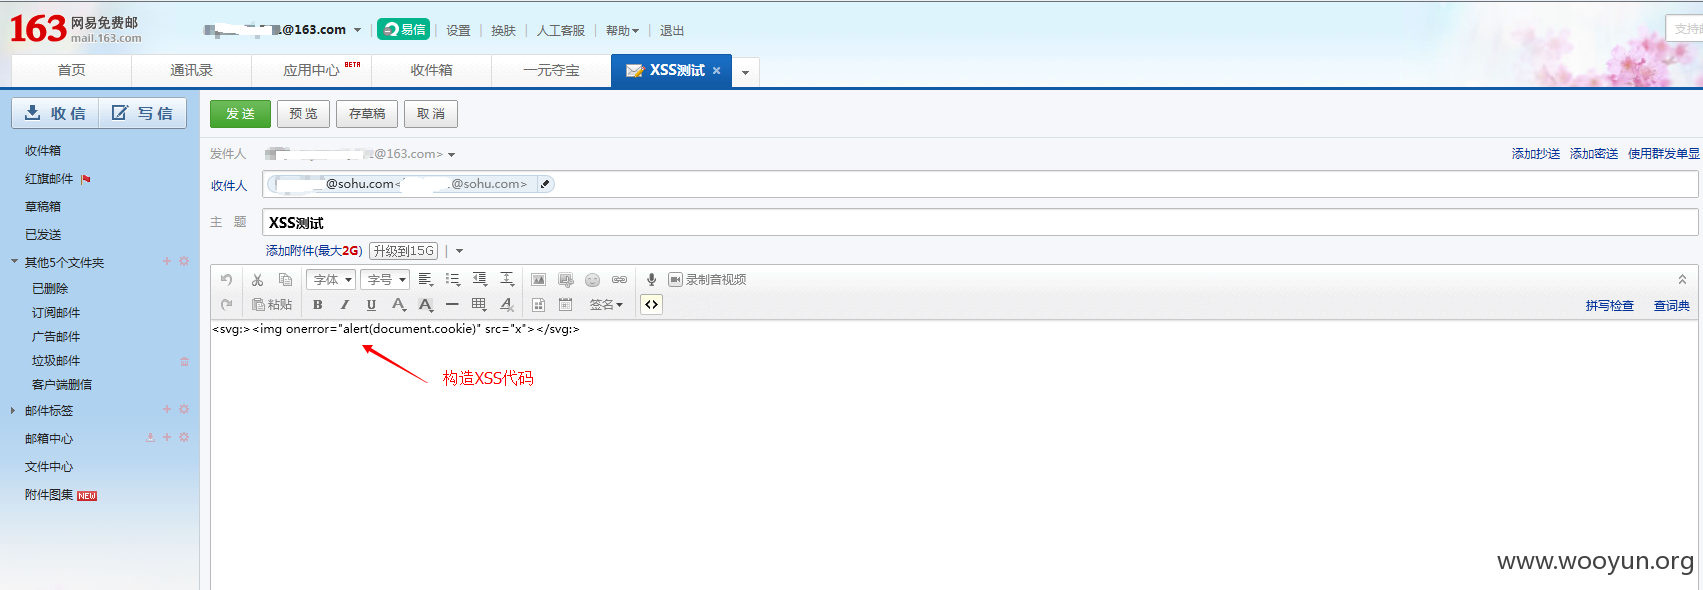 163 网易免费邮
mail.163.com
@163.com
易信
设置
换肤
人工客服
帮助
退出
首页
通讯录
应用中心 BETA
收件箱
一元夺宝
XSS测试
收信
写信
发送
预览
存草稿
取消
收件箱
红旗邮件
草稿箱
已发送
其他5个文件夹
已删除
订阅邮件
广告邮件
垃圾邮件
客户端删信
邮件标签
邮箱中心
文件中心
附件图集 NEW
发件人
@163.com>
添加抄送 添加密送 使用群发单显
收件人
@sohu.com< @sohu.com>
主 题
XSS测试
添加附件(最大2G) 升级到15G
字体
字号
录制音视频
粘贴
B I U
签名
拼写检查 查词典
<svg:><img onerror="alert(document.cookie)" src="x"></svg:>
构造XSS代码
www.wooyun.org